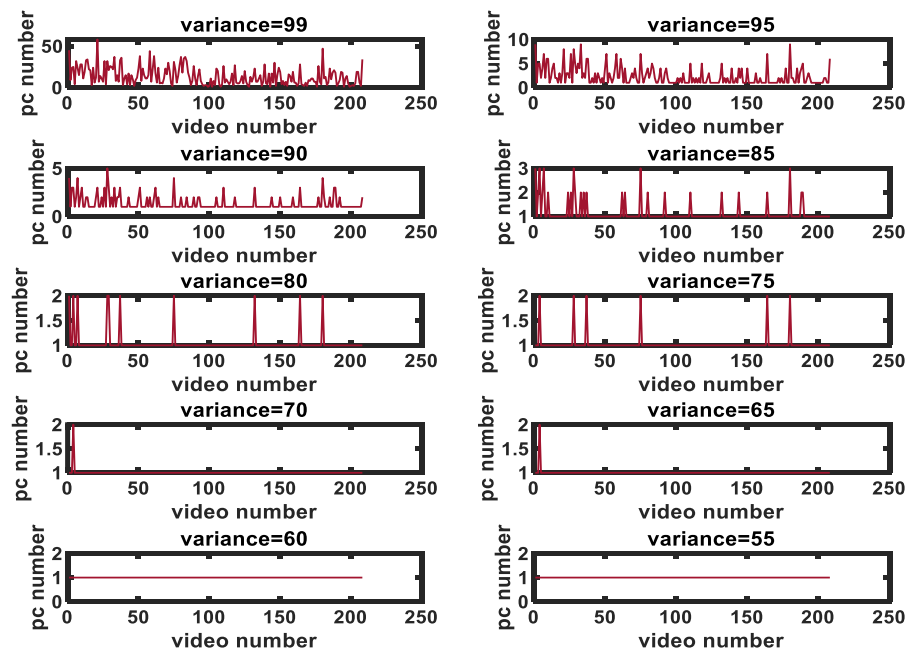 variance=99
50
0
0 50 100 150 200 250
pc number
video number
variance=95
10
5
0
0 50 100 150 200 250
pc number
video number
variance=90
5
0
0 50 100 150 200 250
pc number
video number
variance=85
3
2
1
0 50 100 150 200 250
pc number
video number
variance=80
2
1.5
1
0 50 100 150 200 250
pc number
video number
variance=75
2
1.5
1
0 50 100 150 200 250
pc number
video number
variance=70
2
1.5
1
0 50 100 150 200 250
pc number
video number
variance=65
2
1.5
1
0 50 100 150 200 250
pc number
video number
variance=60
2
1
0
0 50 100 150 200 250
pc number
video number
variance=55
2
1
0
0 50 100 150 200 250
pc number
video number